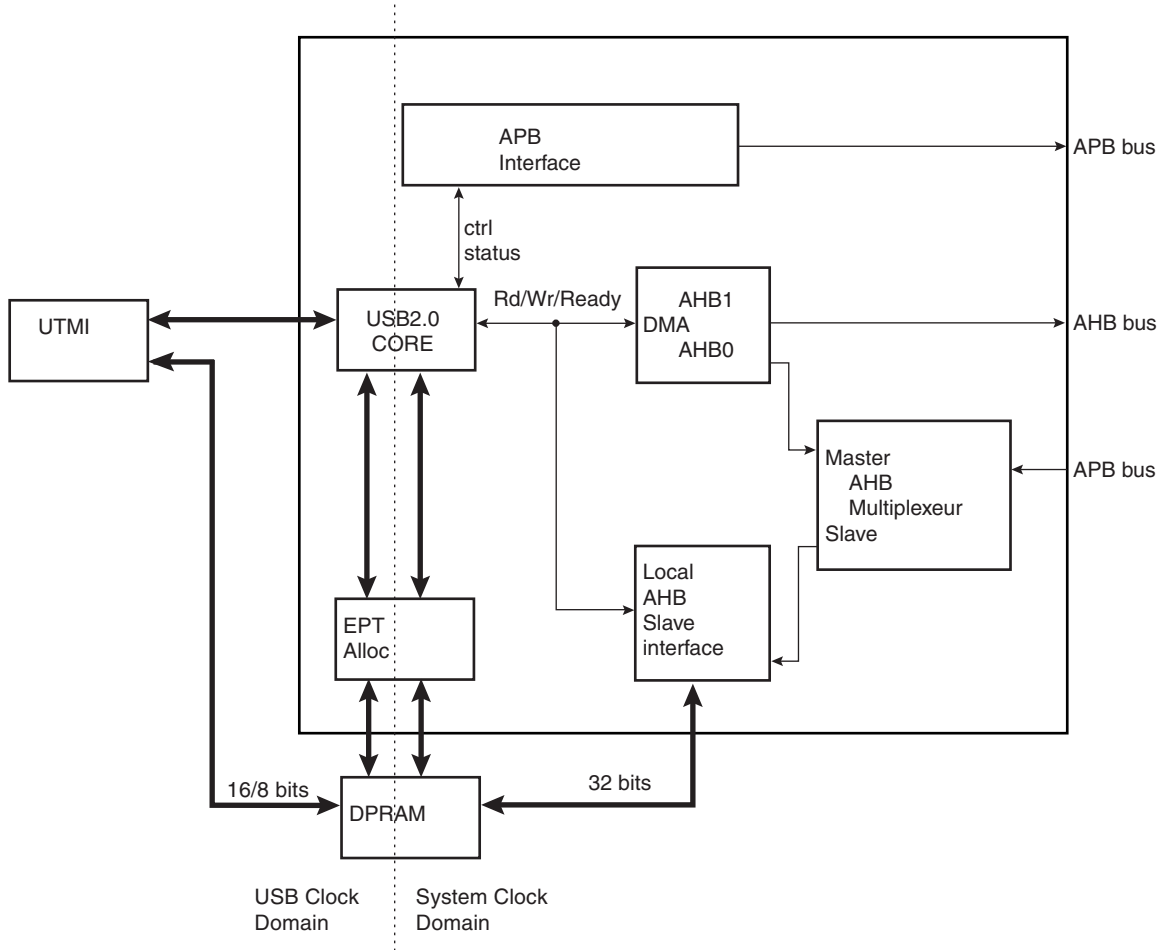 APB
Interface
APB bus
ctrl
status
Rd/Wr/Ready
UTMI
USB2.0
CORE
AHB1
DMA
AHB0
AHB bus
Master
AHB
Multiplexeur
Slave
APB bus
Local
AHB
Slave
interface
EPT
Alloc
16/8 bits
32 bits
DPRAM
USB Clock
Domain
System Clock
Domain